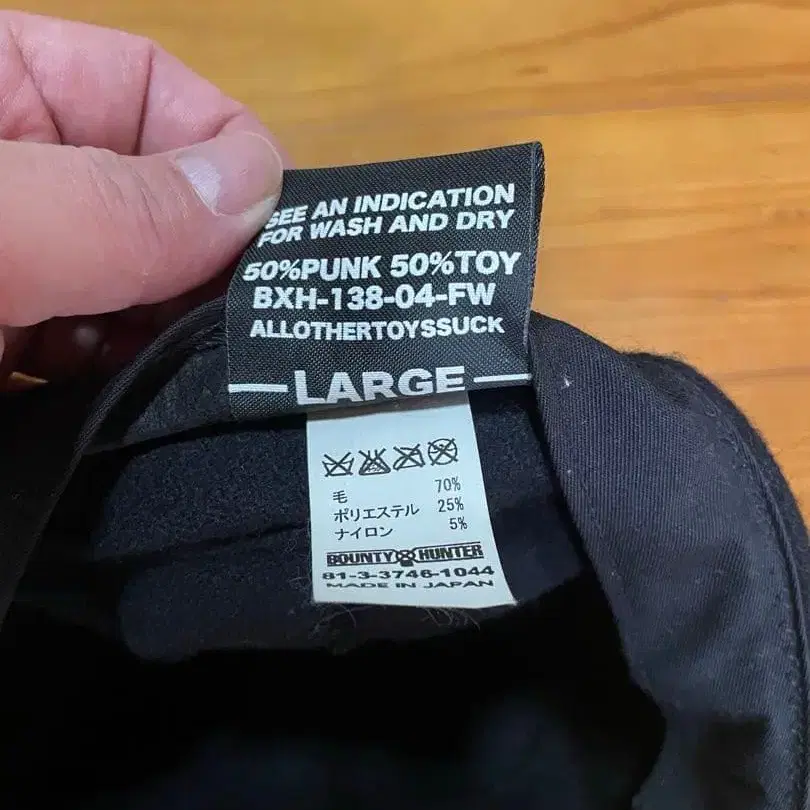 SEE AN INDICATION
FOR WASH AND DRY
50%PUNK 50%TOY
BXH-138-04-FW
ALLOTHERTOYSSUCK
LARGE
毛 70%
ポリエステル 25%
ナイロン 5%
BOUNTY HUNTER
81-3-3746-1044
MADE IN JAPAN